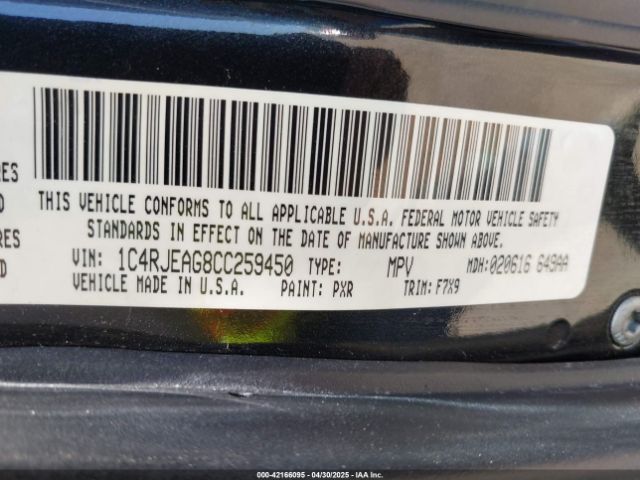 THIS VEHICLE CONFORMS TO ALL APPLICABLE U.S.A. FEDERAL MOTOR VEHICLE SAFETY
RES
STANDARDS IN EFFECT ON THE DATE OF MANUFACTURE SHOWN ABOVE.
D
VIN: 1C4RJEAG8CC259450 TYPE: MPV MDH:020616 649AA
RES
VEHICLE MADE IN U.S.A. PAINT: PXR TRIM: F7X9
D
000-42166095 - 04/30/2025 - IAA Inc.